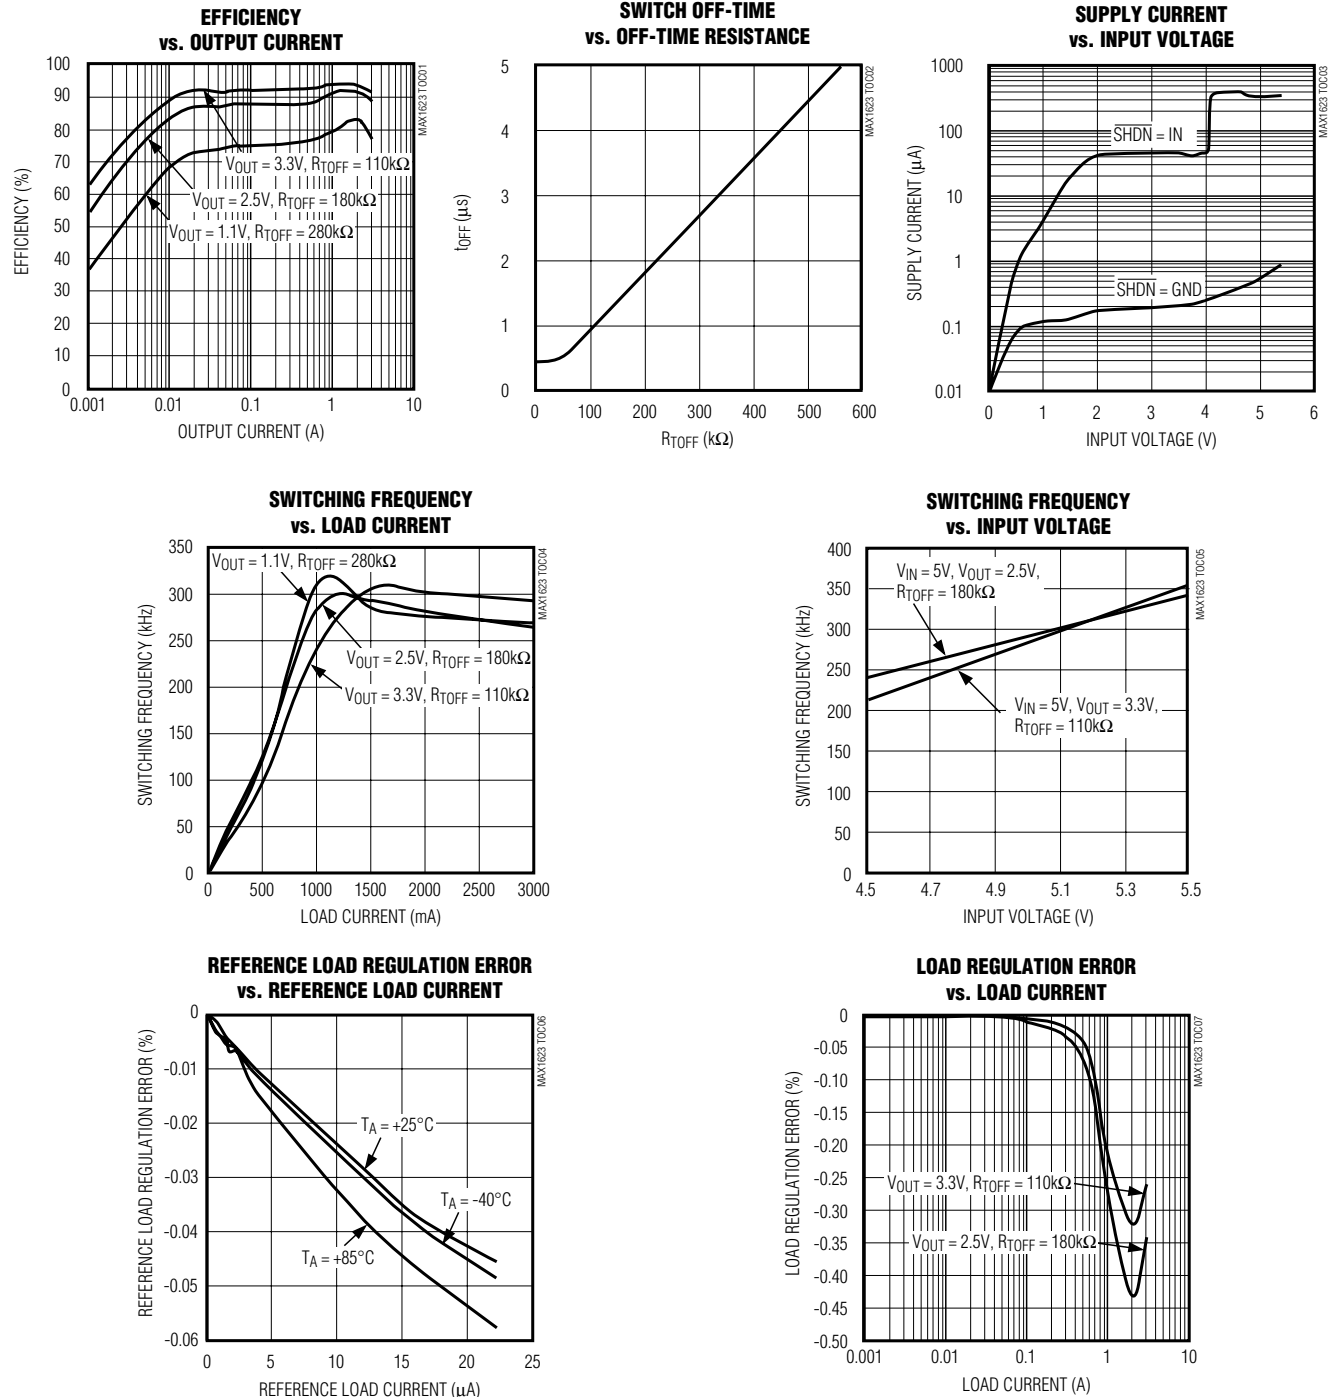 EFFICIENCY
vs. OUTPUT CURRENT
100
90
80
70
60
50
40
30
20
10
0
EFFICIENCY (%)
VOUT = 3.3V, RTOFF = 110kΩ
VOUT = 2.5V, RTOFF = 180kΩ
VOUT = 1.1V, RTOFF = 280kΩ
0.001 0.01 0.1 1 10
OUTPUT CURRENT (A)
MAX1623 TOC01
SWITCH OFF-TIME
vs. OFF-TIME RESISTANCE
5
4
3
2
1
0
tOFF (µs)
0 100 200 300 400 500 600
RTOFF (kΩ)
MAX1623 TOC02
SUPPLY CURRENT
vs. INPUT VOLTAGE
1000
100
10
1
0.1
0.01
SUPPLY CURRENT (µA)
SHDN = IN
SHDN = GND
0 1 2 3 4 5 6
INPUT VOLTAGE (V)
MAX1623 TOC03
SWITCHING FREQUENCY
vs. LOAD CURRENT
350
300
250
200
150
100
50
0
SWITCHING FREQUENCY (kHz)
VOUT = 1.1V, RTOFF = 280kΩ
VOUT = 2.5V, RTOFF = 180kΩ
VOUT = 3.3V, RTOFF = 110kΩ
0 500 1000 1500 2000 2500 3000
LOAD CURRENT (mA)
MAX1623 TOC04
SWITCHING FREQUENCY
vs. INPUT VOLTAGE
400
350
300
250
200
150
100
50
0
SWITCHING FREQUENCY (kHz)
VIN = 5V, VOUT = 2.5V,
RTOFF = 180kΩ
VIN = 5V, VOUT = 3.3V,
RTOFF = 110kΩ
4.5 4.7 4.9 5.1 5.3 5.5
INPUT VOLTAGE (V)
MAX1623 TOC05
REFERENCE LOAD REGULATION ERROR
vs. REFERENCE LOAD CURRENT
0
-0.01
-0.02
-0.03
-0.04
-0.05
-0.06
REFERENCE LOAD REGULATION ERROR (%)
TA = +25°C
TA = -40°C
TA = +85°C
0 5 10 15 20 25
REFERENCE LOAD CURRENT (µA)
MAX1623 TOC06
LOAD REGULATION ERROR
vs. LOAD CURRENT
0
-0.05
-0.10
-0.15
-0.20
-0.25
-0.30
-0.35
-0.40
-0.45
-0.50
LOAD REGULATION ERROR (%)
VOUT = 3.3V, RTOFF = 110kΩ
VOUT = 2.5V, RTOFF = 180kΩ
0.001 0.01 0.1 1 10
LOAD CURRENT (A)
MAX1623 TOC07